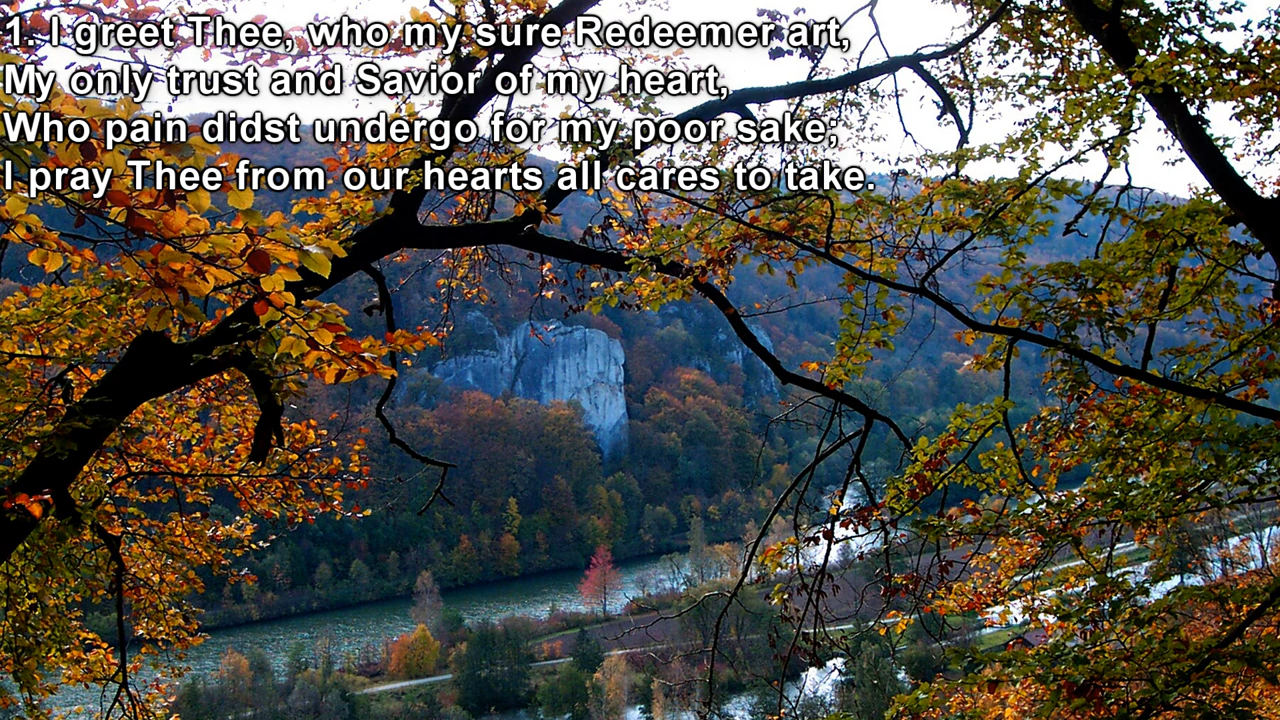 1. I greet Thee, who my sure Redeemer art,
My only trust and Savior of my heart,
Who pain didst undergo for my poor sake;
I pray Thee from our hearts all cares to take.